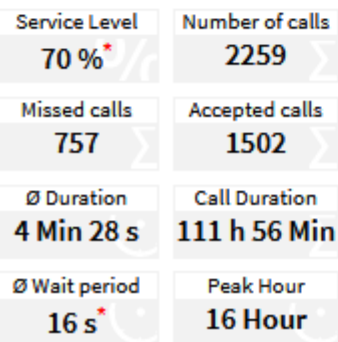 Service Level
70 %*
Number of calls
2259
Missed calls
757
Accepted calls
1502
Ø Duration
4 Min 28 s
Call Duration
111 h 56 Min
Ø Wait period
16 s*
Peak Hour
16 Hour